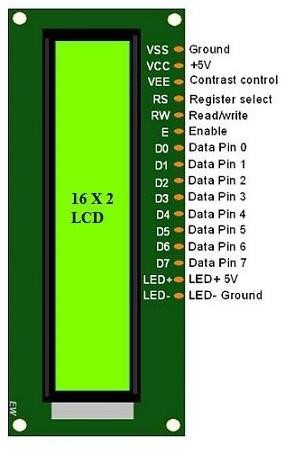 VSS Ground
VCC +5V
VEE Contrast control
RS Register select
RW Read/write
E Enable
D0 Data Pin 0
D1 Data Pin 1
D2 Data Pin 2
D3 Data Pin 3
D4 Data Pin 4
D5 Data Pin 5
D6 Data Pin 6
D7 Data Pin 7
LED+ LED+ 5V
LED- LED- Ground
16 X 2
LCD
EW